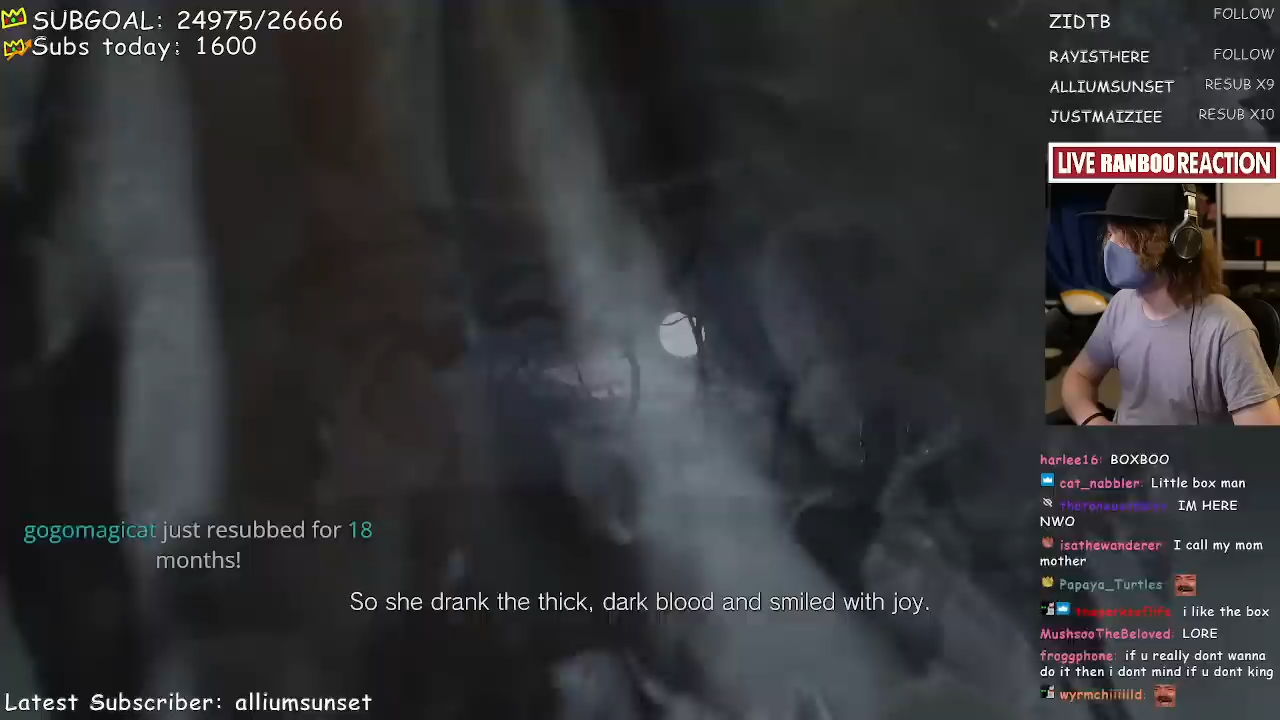 SUBGOAL: 24975/26666
Subs today: 1600
ZIDTB FOLLOW
RAYISTHERE FOLLOW
ALLIUMSUNSET RESUB X9
JUSTMAIZIEE RESUB X10
LIVE RANBOO REACTION
harlee16: BOXBOO
cat_nabbler: Little box man
IM HERE
NWO
isathewanderer I call my mom
mother
Papaya_Turtles
i like the box
MushsooTheBeloved: LORE
froggphone: if u really dont wanna
do it then i dont mind if u dont king
wyrmchiiiiild:
gogomagicat just resubbed for 18
months!
So she drank the thick, dark blood and smiled with joy.
Latest Subscriber: alliumsunset